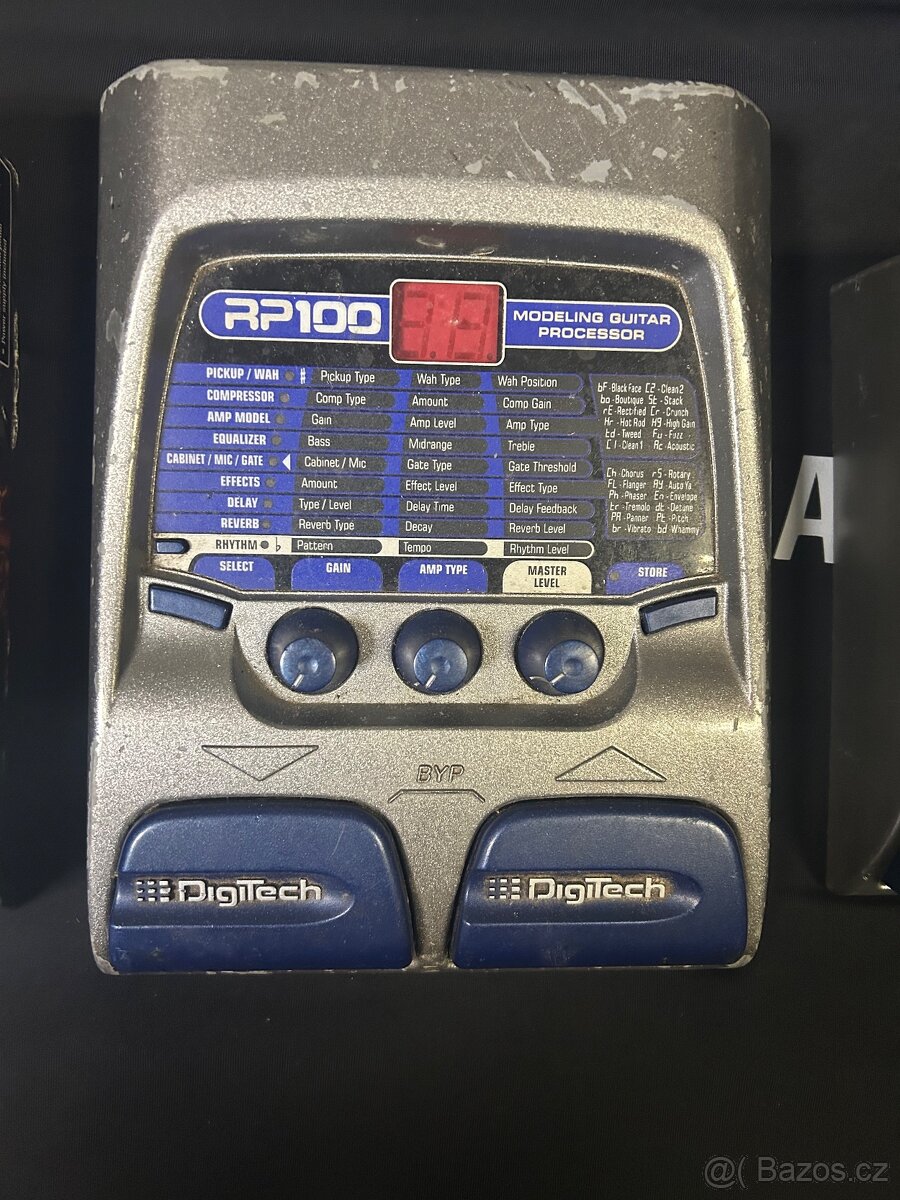 Power supply included
RP100
MODELING GUITAR
PROCESSOR
PICKUP / WAH Pickup Type Wah Type Wah Position
COMPRESSOR Comp Type Amount Comp Gain
AMP MODEL Gain Amp Level Amp Type
EQUALIZER Bass Midrange Treble
CABINET / MIC / GATE Cabinet / Mic Gate Type Gate Threshold
EFFECTS Amount Effect Level Effect Type
DELAY Type / Level Delay Time Delay Feedback
REVERB Reverb Type Decay Reverb Level
RHYTHM Pattern Tempo Rhythm Level
bF - Black Face C2 - Clean2
bo - Boutique St - Stack
rE - Rectified Cr - Crunch
Hr - Hot Rod H9 - High Gain
Ed - Tweed Fu - Fuzz
C1 - Clean1 Ac - Acoustic
Ch - Chorus rS - Rotary
FL - Flanger AY - AutoYa
Ph - Phaser En - Envelope
tr - Tremolo dt - Detune
PA - Panner Pt - Pitch
br - Vibrato bd - Whammy
SELECT GAIN AMP TYPE MASTER
LEVEL STORE
BYP
DigiTech DigiTech
A
@( Bazos.cz